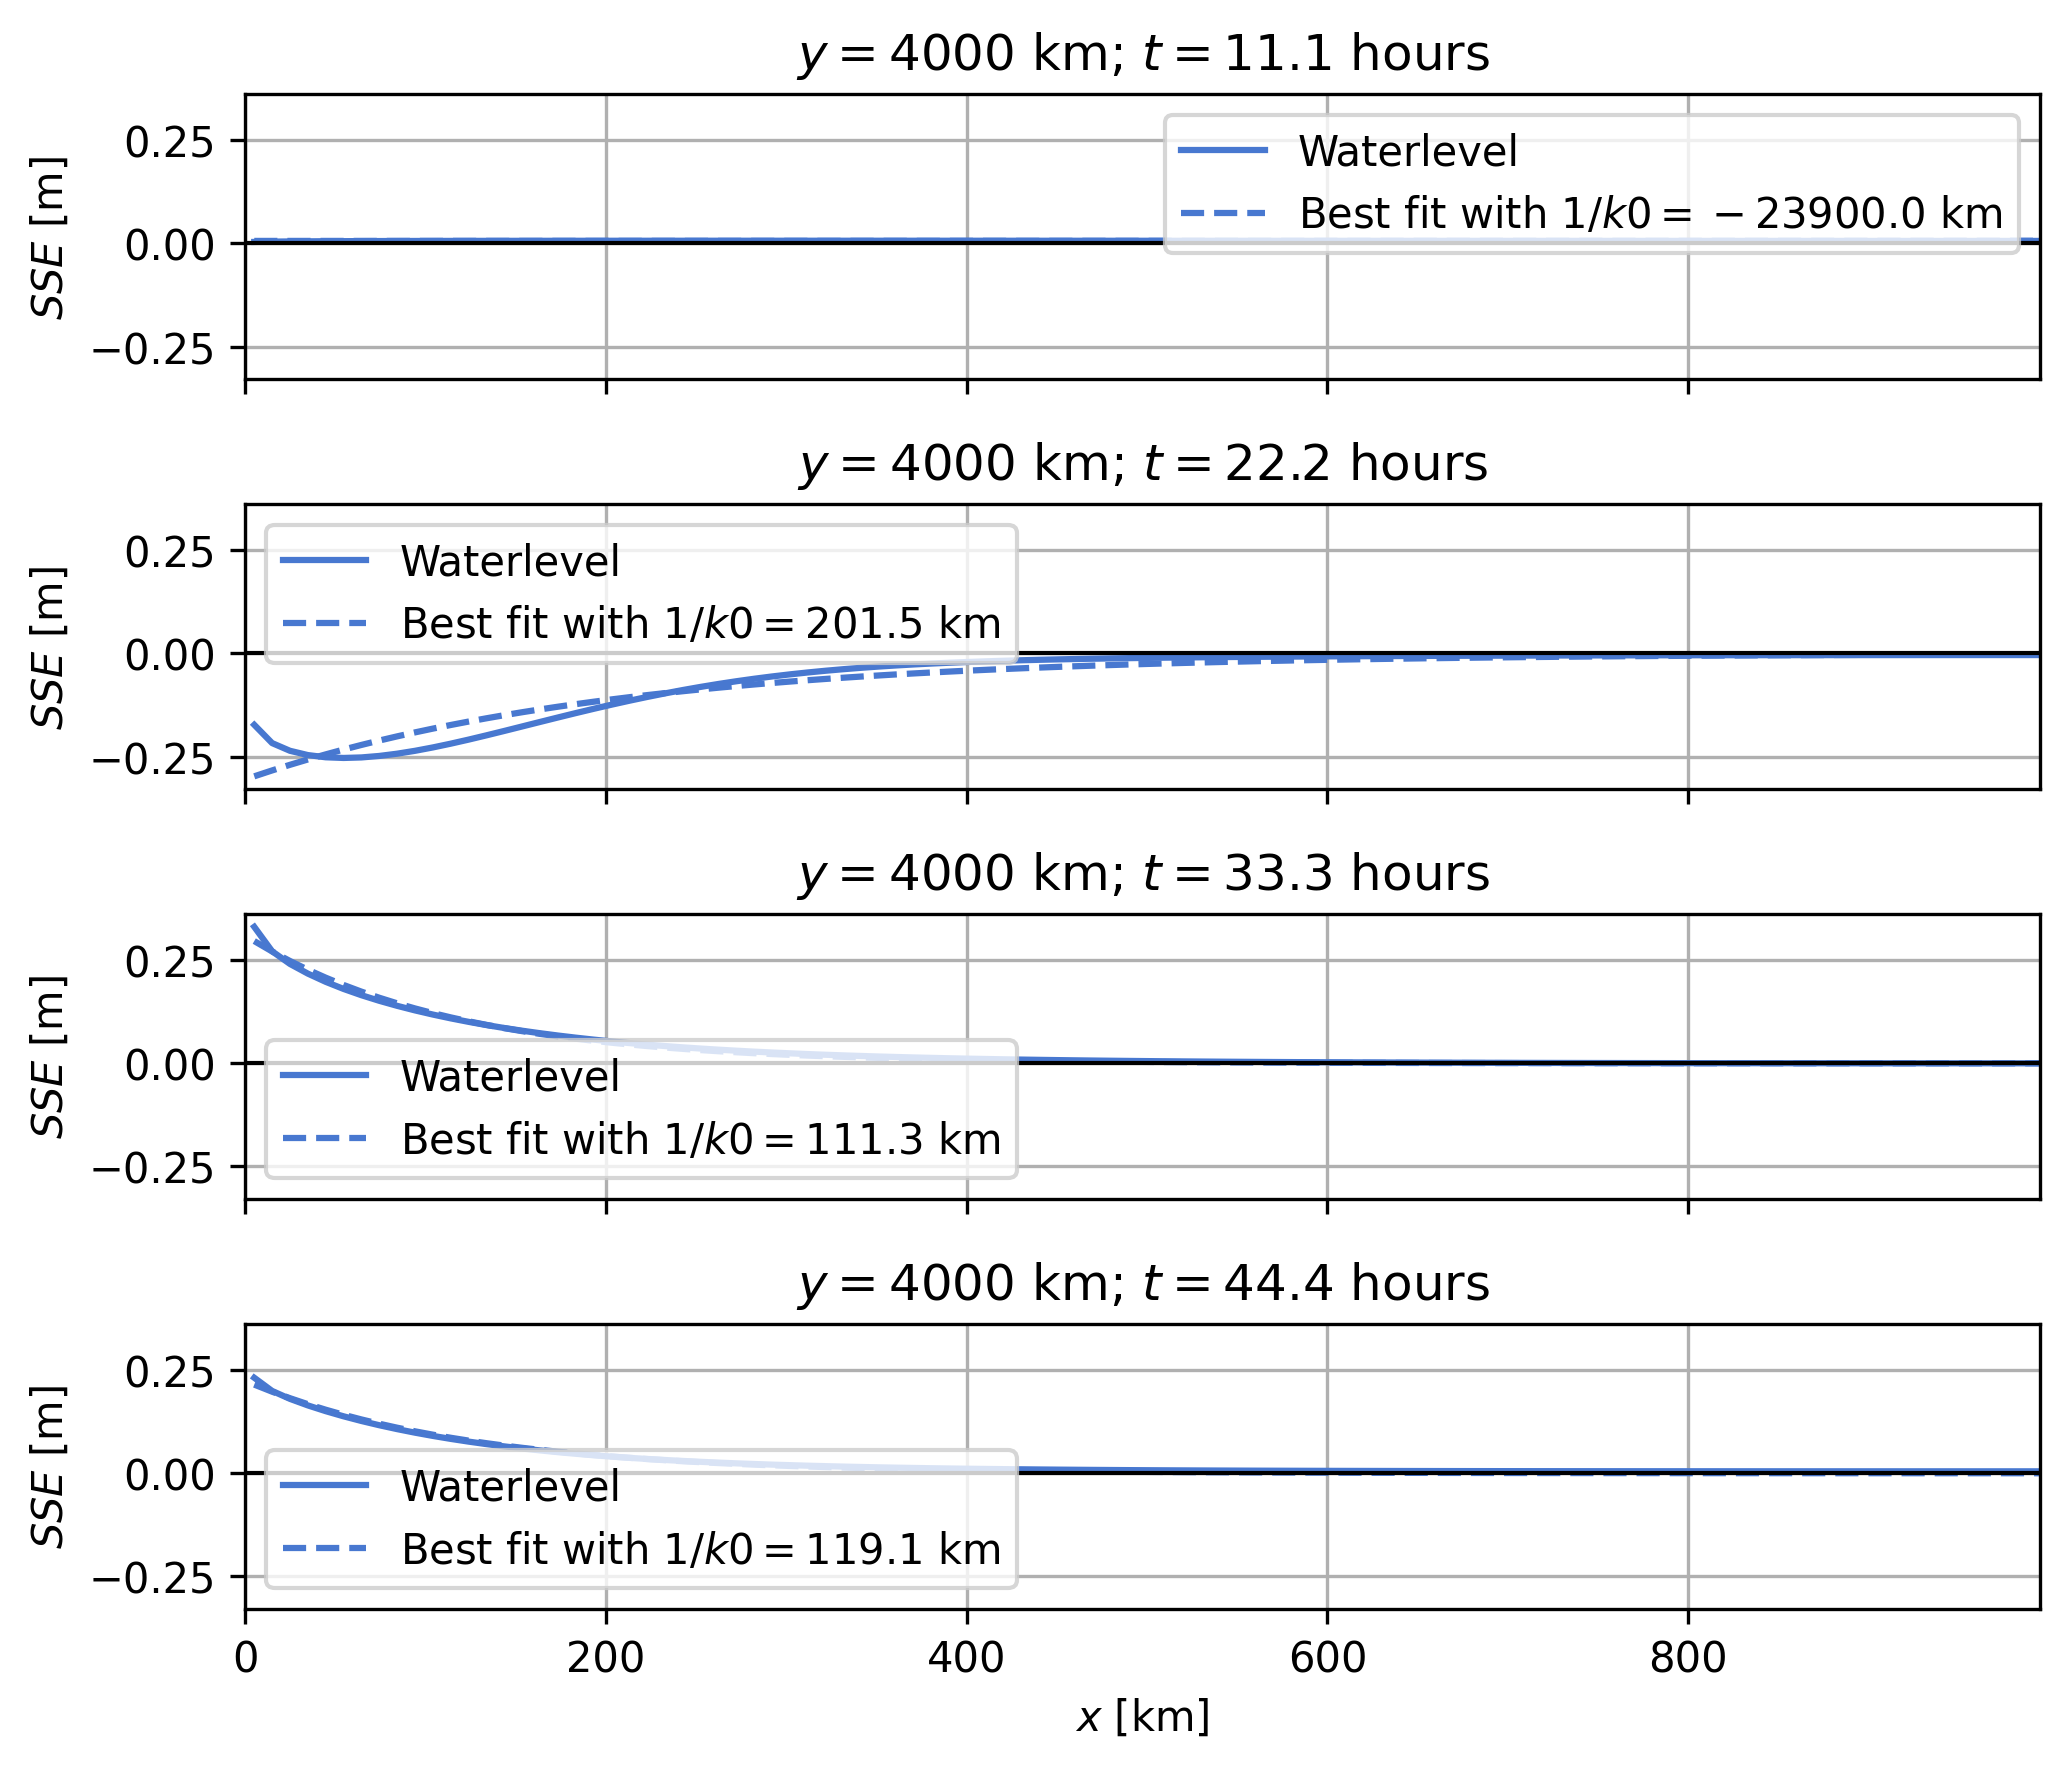 y = 4000 km; t = 11.1 hours
SSE [m]
0.25
0.00
−0.25
Waterlevel
Best fit with 1/k0 = −23900.0 km
y = 4000 km; t = 22.2 hours
SSE [m]
0.25
0.00
−0.25
Waterlevel
Best fit with 1/k0 = 201.5 km
y = 4000 km; t = 33.3 hours
SSE [m]
0.25
0.00
−0.25
Waterlevel
Best fit with 1/k0 = 111.3 km
y = 4000 km; t = 44.4 hours
SSE [m]
0.25
0.00
−0.25
Waterlevel
Best fit with 1/k0 = 119.1 km
0 200 400 600 800
x [km]